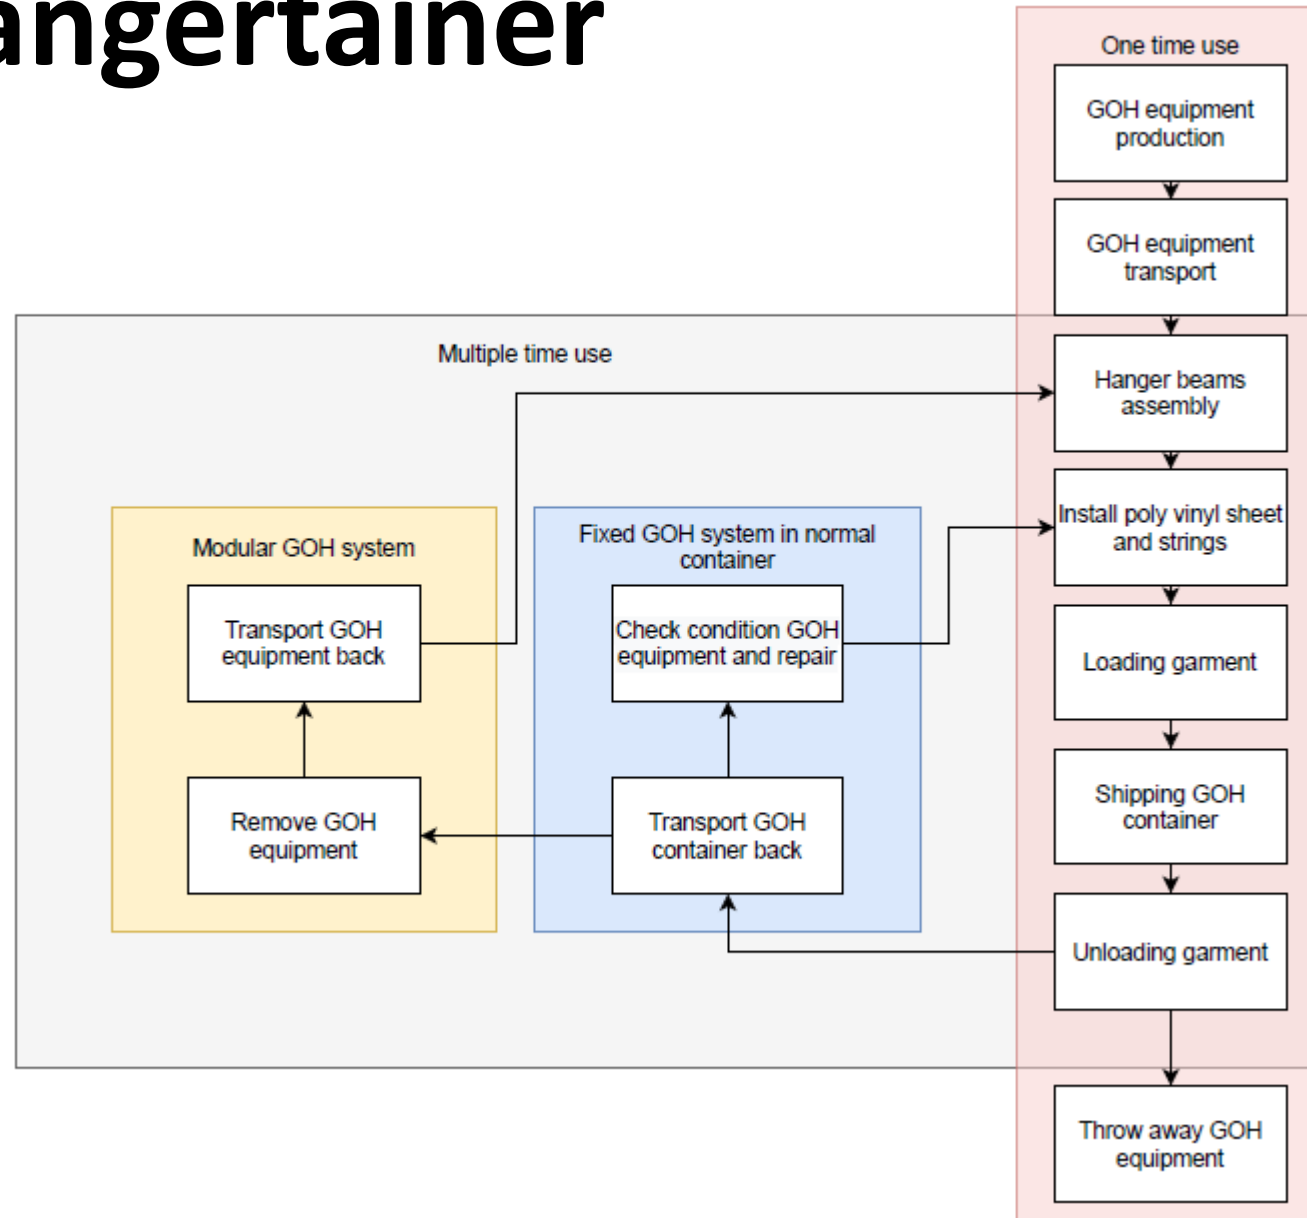 angertainer
One time use
GOH equipment
production
GOH equipment
transport
Multiple time use
Hanger beams
assembly
Install poly vinyl sheet
and strings
Modular GOH system
Fixed GOH system in normal
container
Transport GOH
equipment back
Check condition GOH
equipment and repair
Loading garment
Remove GOH
equipment
Transport GOH
container back
Shipping GOH
container
Unloading garment
Throw away GOH
equipment